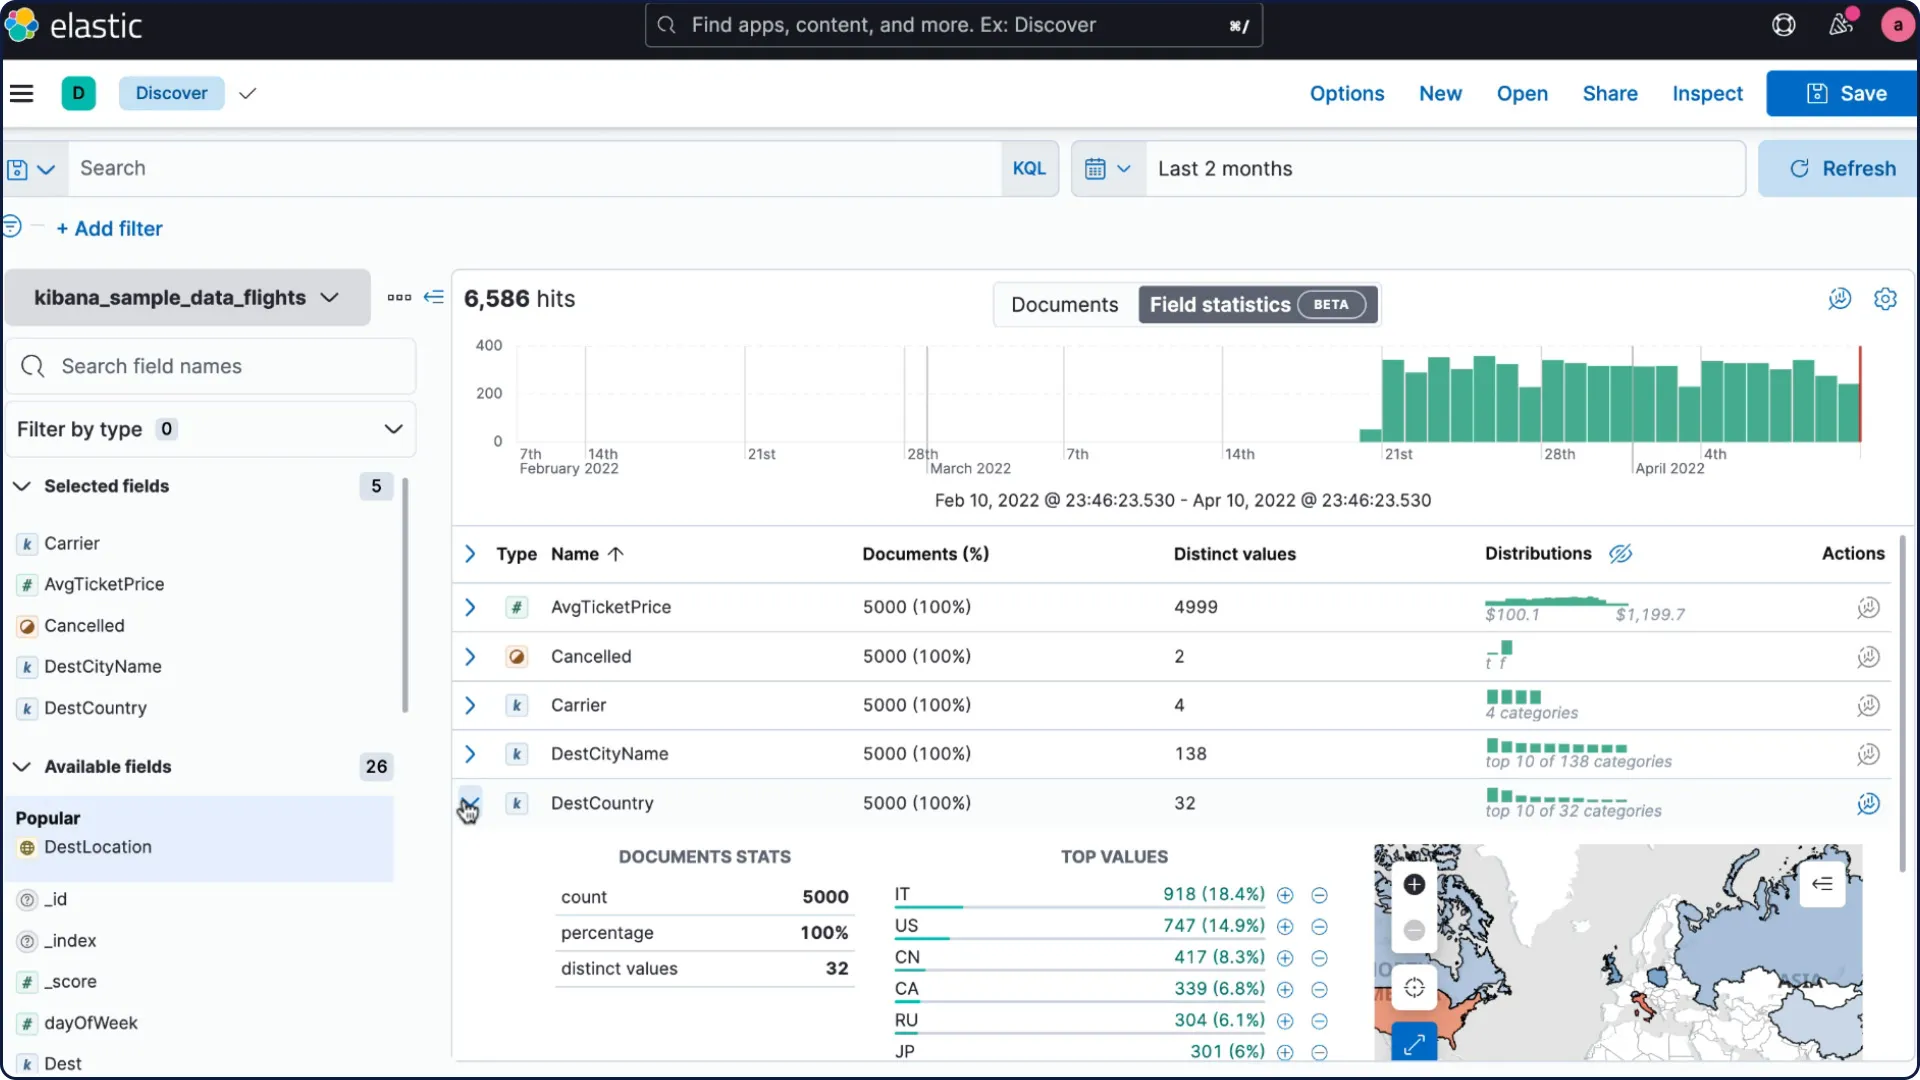 elastic
Find apps, content, and more. Ex: Discover ⌘/
a
D Discover Options New Open Share Inspect Save
Search KQL Last 2 months Refresh
+ Add filter
kibana_sample_data_flights
Search field names
Filter by type 0
Selected fields 5
k Carrier
# AvgTicketPrice
Cancelled
k DestCityName
k DestCountry
Available fields 26
Popular
DestLocation
? _id
? _index
# _score
# dayOfWeek
k Dest
6,586 hits
Documents Field statistics BETA
400
200
0
7th 14th 21st 28th 7th 14th 21st 28th 4th
February 2022 March 2022 April 2022
Feb 10, 2022 @ 23:46:23.530 - Apr 10, 2022 @ 23:46:23.530
Type Name ↑ Documents (%) Distinct values Distributions Actions
# AvgTicketPrice 5000 (100%) 4999 $100.1 $1,199.7
Cancelled 5000 (100%) 2 t f
k Carrier 5000 (100%) 4 4 categories
k DestCityName 5000 (100%) 138 top 10 of 138 categories
k DestCountry 5000 (100%) 32 top 10 of 32 categories
DOCUMENTS STATS
count 5000
percentage 100%
distinct values 32
TOP VALUES
IT 918 (18.4%)
US 747 (14.9%)
CN 417 (8.3%)
CA 339 (6.8%)
RU 304 (6.1%)
JP 301 (6%)
ASIA